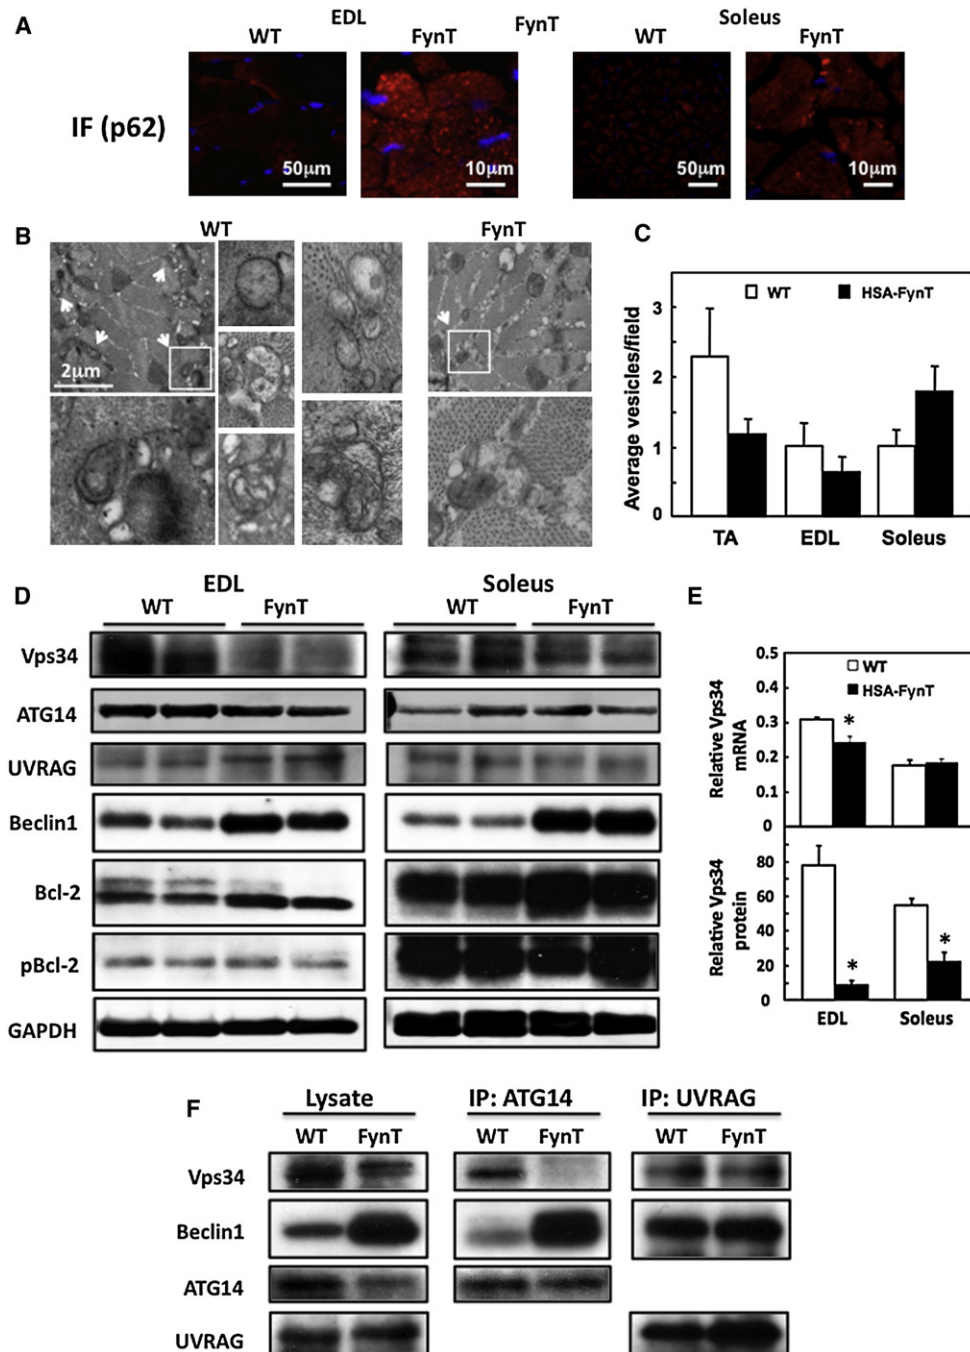 A
EDL FynT Soleus
WT FynT WT FynT
IF (p62)
50μm 10μm 50μm 10μm
B WT FynT
2μm
C
WT HSA-FynT
Average vesicles/field
3
2
1
0
TA EDL Soleus
D
EDL Soleus
WT FynT WT FynT
Vps34
ATG14
UVRAG
Beclin1
Bcl-2
pBcl-2
GAPDH
E
WT
HSA-FynT
Relative Vps34
mRNA
0.5
0.4
0.3
0.2
0.1
0
*
Relative Vps34
protein
80
60
40
20
0
* *
EDL Soleus
F
Lysate IP: ATG14 IP: UVRAG
WT FynT WT FynT WT FynT
Vps34
Beclin1
ATG14
UVRAG